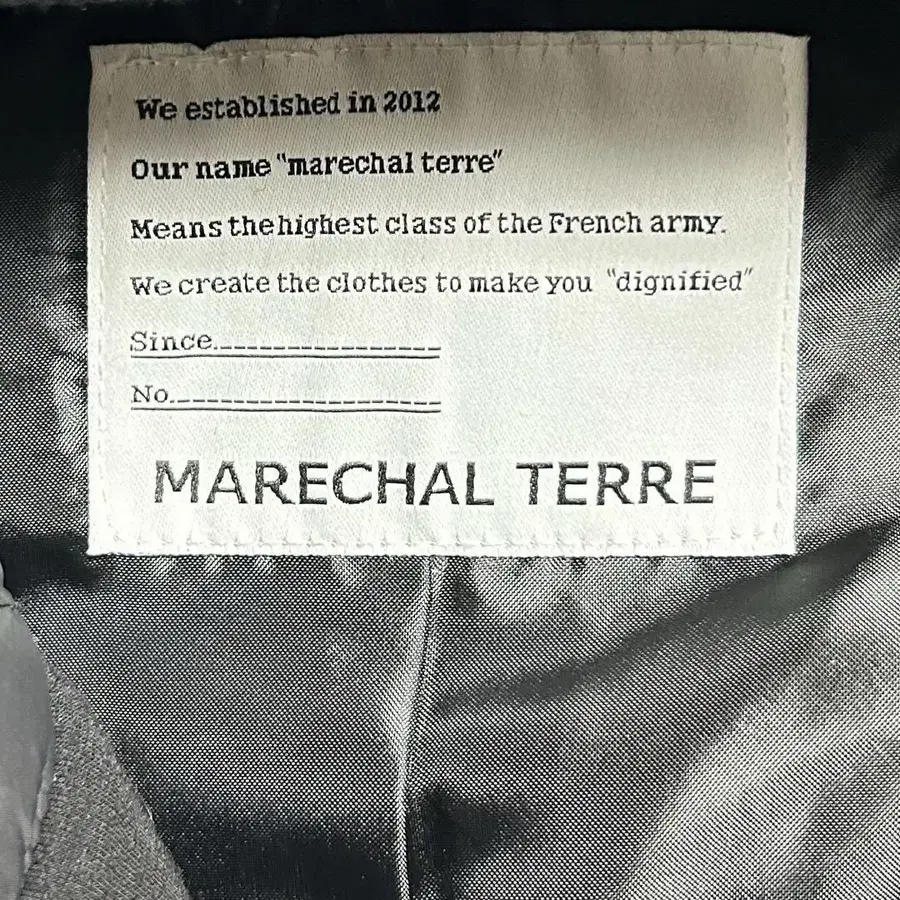 We established in 2012
Our name "marechal terre"
Means the highest class of the French army.
We create the clothes to make you "dignified"
Since.
No.
MARECHAL TERRE